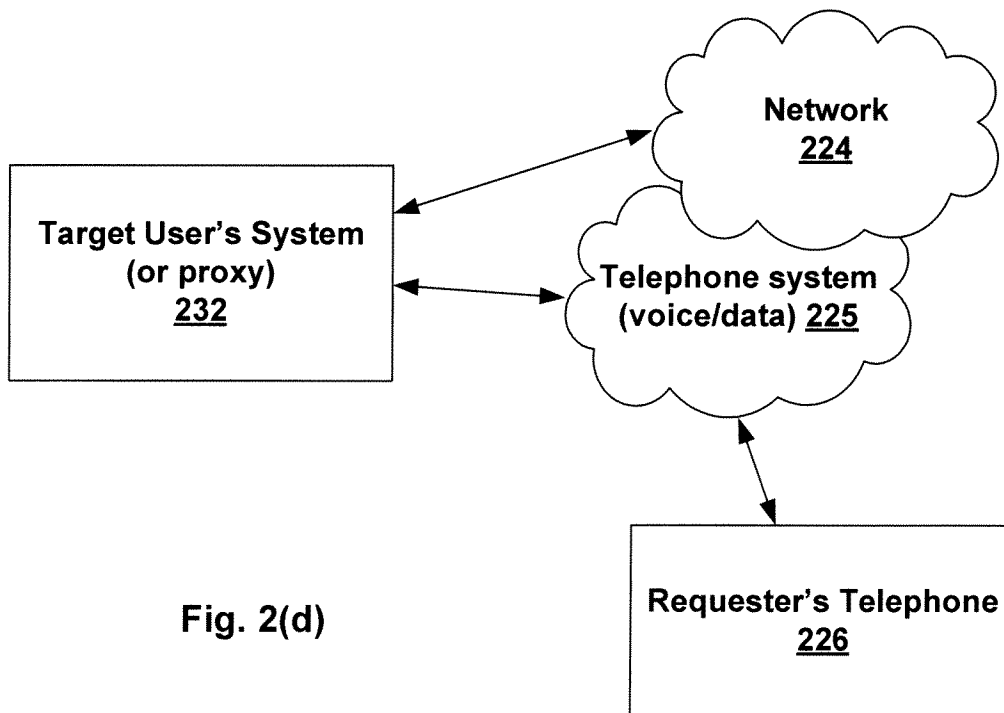 Network
224
Target User's System
(or proxy)
232
Telephone system
(voice/data) 225
Requester's Telephone
226
Fig. 2(d)